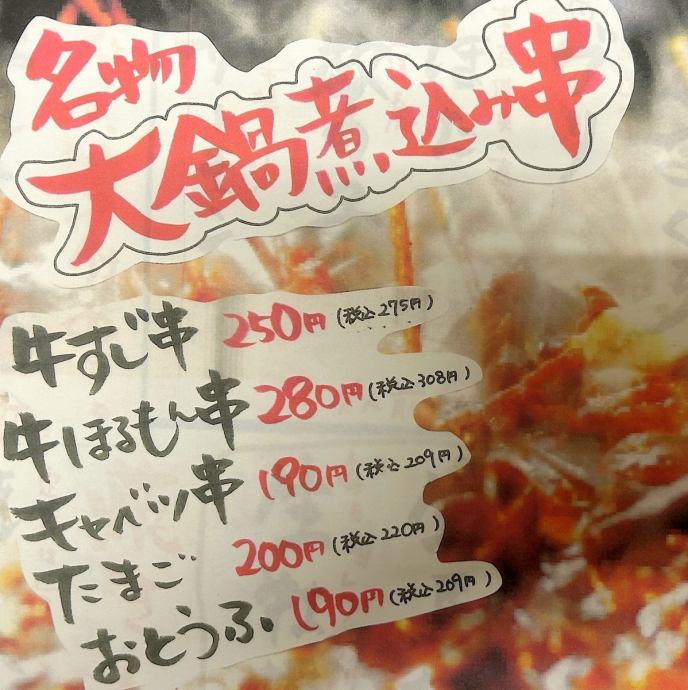 名物
大鍋煮込み串
牛すじ串 250円 (税込275円)
牛ほるもん串 280円 (税込308円)
キャベツ串 190円 (税込209円)
たまご 200円 (税込220円)
おとうふ 190円 (税込209円)